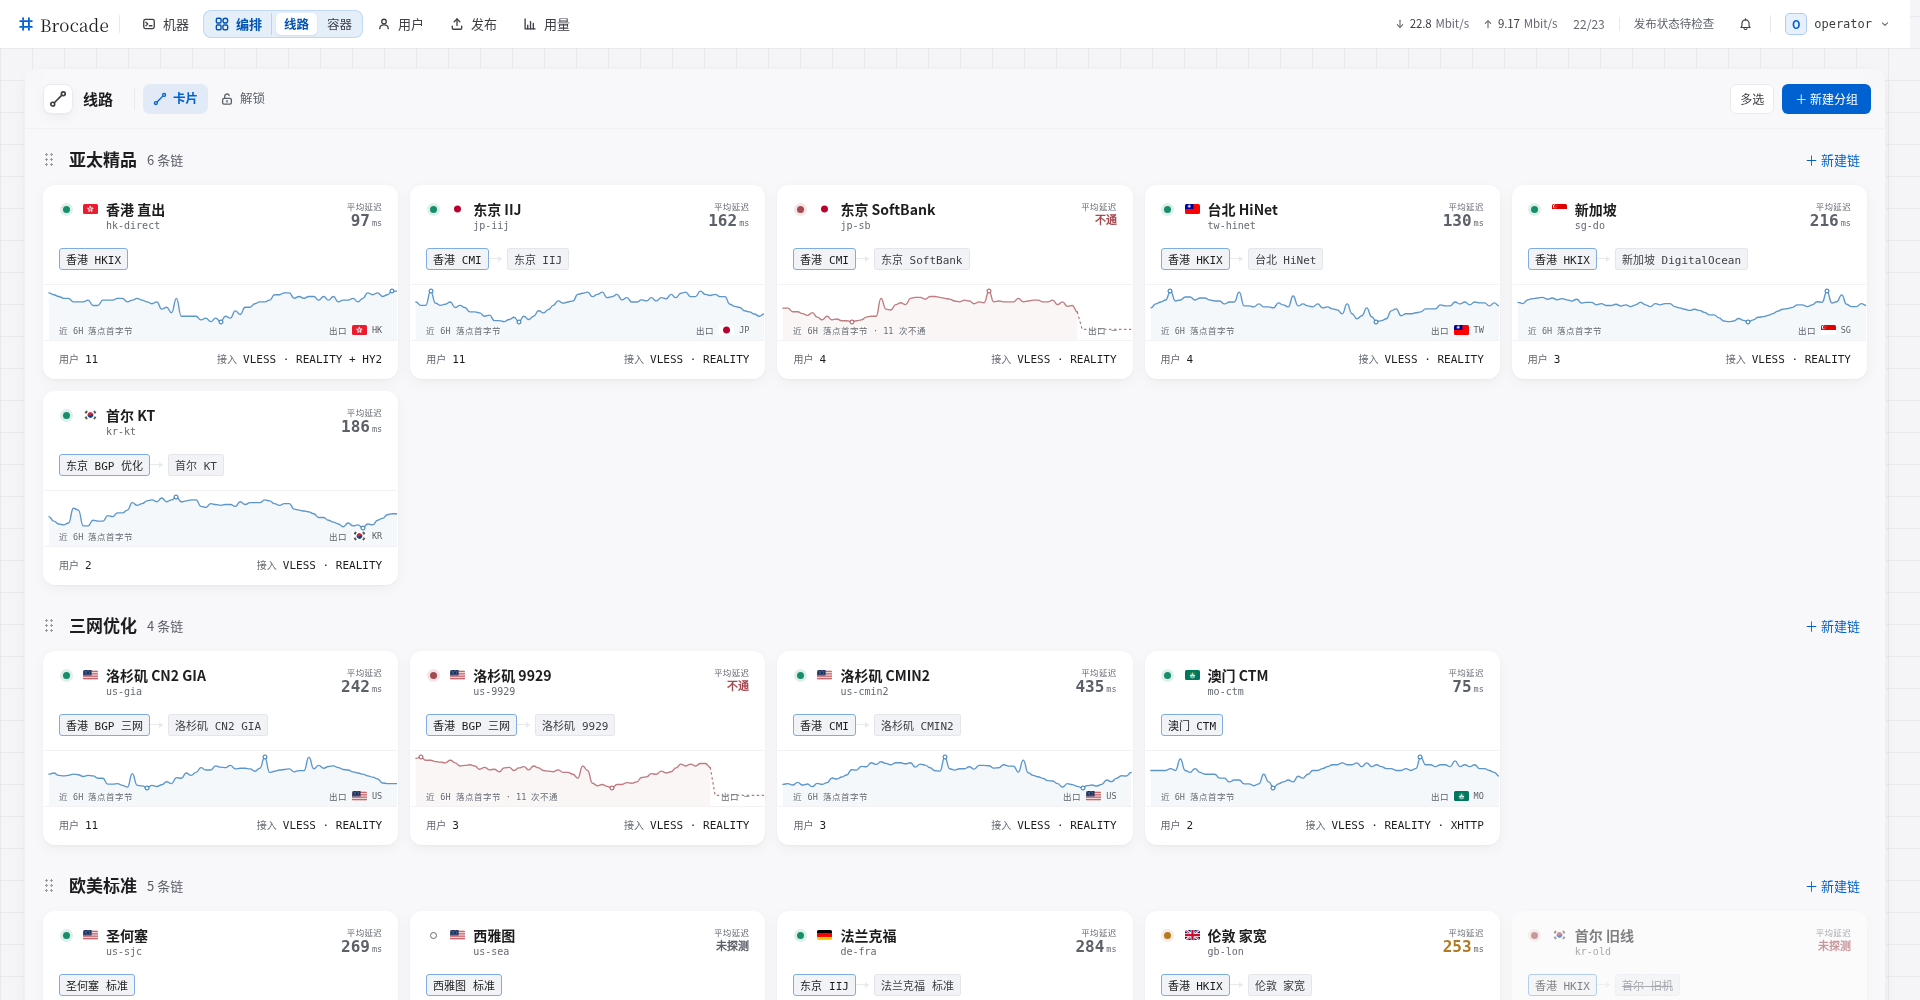 Brocade 机器 编排 线路 容器 用户 发布 用量 ↓ 22.8 Mbit/s ↑ 9.17 Mbit/s 22/23 发布状态待检查 O operator
线路 卡片 解锁 多选 + 新建分组
亚太精品 6 条链 + 新建链
香港 直出 平均延迟
hk-direct 97 ms
香港 HKIX
近 6H 落点首字节 出口 HK
用户 11 接入 VLESS · REALITY + HY2
东京 IIJ 平均延迟
jp-iij 162 ms
香港 CMI 东京 IIJ
近 6H 落点首字节 出口 JP
用户 11 接入 VLESS · REALITY
东京 SoftBank 平均延迟
jp-sb 不通
香港 CMI 东京 SoftBank
近 6H 落点首字节 · 11 次不通 出口
用户 4 接入 VLESS · REALITY
台北 HiNet 平均延迟
tw-hinet 130 ms
香港 HKIX 台北 HiNet
近 6H 落点首字节 出口 TW
用户 4 接入 VLESS · REALITY
新加坡 平均延迟
sg-do 216 ms
香港 HKIX 新加坡 DigitalOcean
近 6H 落点首字节 出口 SG
用户 3 接入 VLESS · REALITY
首尔 KT 平均延迟
kr-kt 186 ms
东京 BGP 优化 首尔 KT
近 6H 落点首字节 出口 KR
用户 2 接入 VLESS · REALITY
三网优化 4 条链 + 新建链
洛杉矶 CN2 GIA 平均延迟
us-gia 242 ms
香港 BGP 三网 洛杉矶 CN2 GIA
近 6H 落点首字节 出口 US
用户 11 接入 VLESS · REALITY
洛杉矶 9929 平均延迟
us-9929 不通
香港 BGP 三网 洛杉矶 9929
近 6H 落点首字节 · 11 次不通 出口
用户 3 接入 VLESS · REALITY
洛杉矶 CMIN2 平均延迟
us-cmin2 435 ms
香港 CMI 洛杉矶 CMIN2
近 6H 落点首字节 出口 US
用户 3 接入 VLESS · REALITY
澳门 CTM 平均延迟
mo-ctm 75 ms
澳门 CTM
近 6H 落点首字节 出口 MO
用户 2 接入 VLESS · REALITY · XHTTP
欧美标准 5 条链 + 新建链
圣何塞 平均延迟
us-sjc 269 ms
圣何塞 标准
西雅图 平均延迟
us-sea 未探测
西雅图 标准
法兰克福 平均延迟
de-fra 284 ms
东京 IIJ 法兰克福 标准
伦敦 家宽 平均延迟
gb-lon 253 ms
香港 HKIX 伦敦 家宽
首尔 旧线 平均延迟
kr-old 未探测
香港 HKIX 首尔 旧机